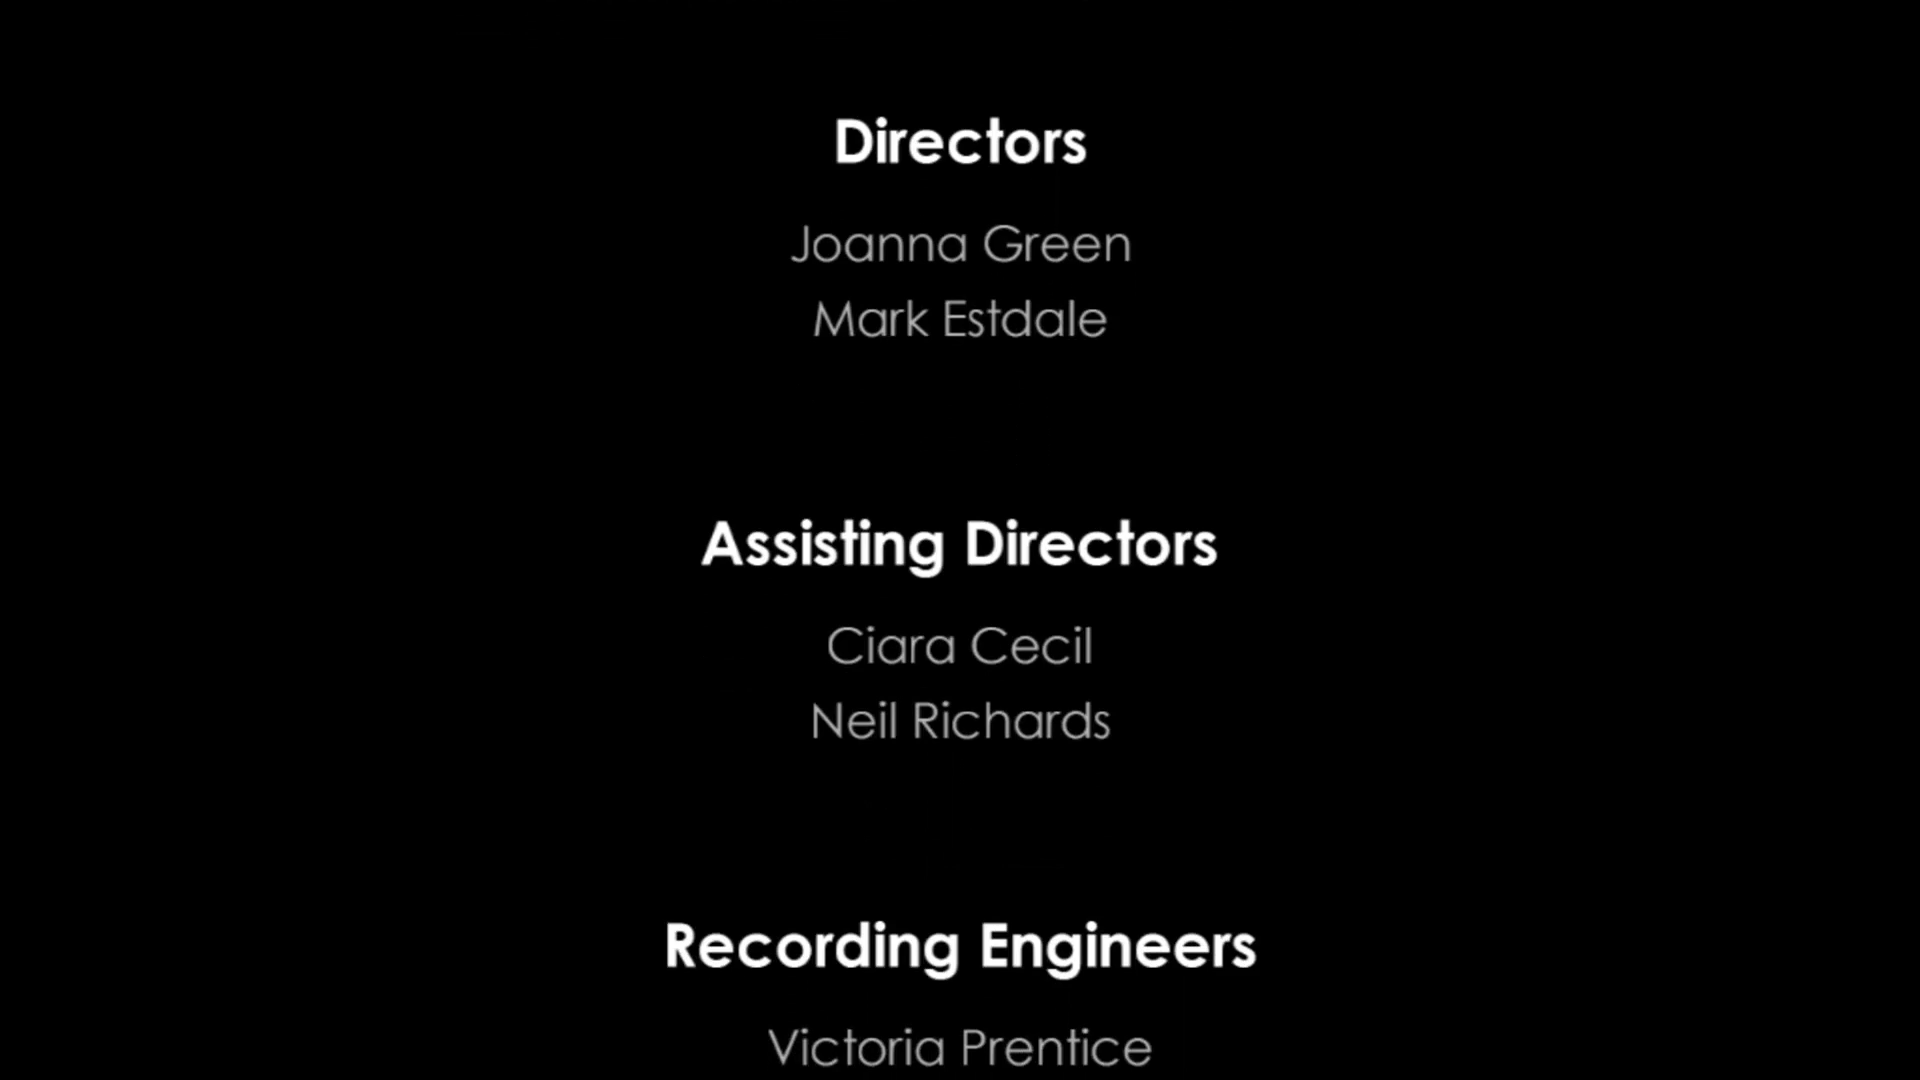 Directors
Joanna Green
Mark Estdale
Assisting Directors
Ciara Cecil
Neil Richards
Recording Engineers
Victoria Prentice